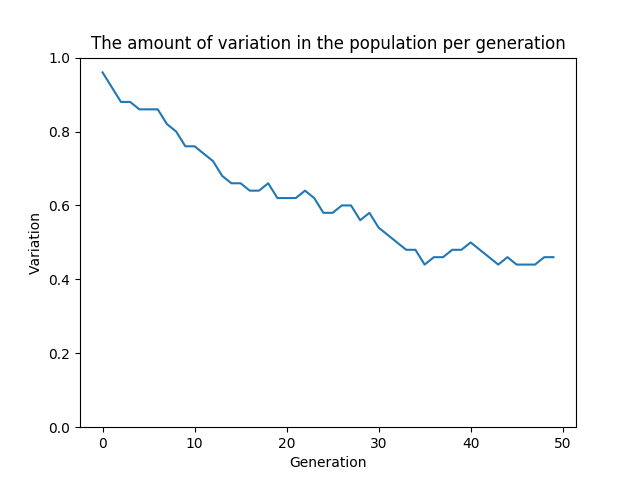 The amount of variation in the population per generation
1.0
0.8
0.6
0.4
0.2
0.0
Variation
0 10 20 30 40 50
Generation